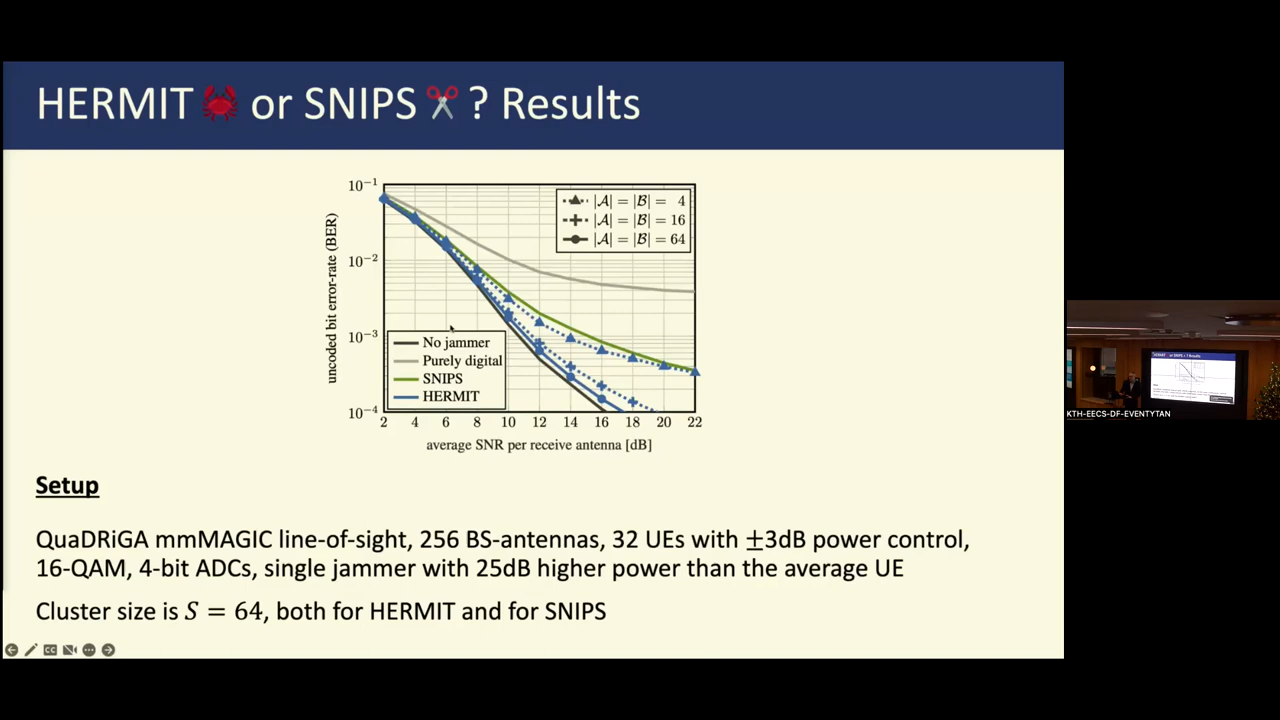 HERMIT🦀 or SNIPS✂️? Results
10⁻¹
10⁻²
10⁻³
10⁻⁴
uncoded bit error-rate (BER)
|𝒜| = |ℬ| = 4
|𝒜| = |ℬ| = 16
|𝒜| = |ℬ| = 64
No jammer
Purely digital
SNIPS
HERMIT
2 4 6 8 10 12 14 16 18 20 22
average SNR per receive antenna [dB]
Setup
QuaDRiGA mmMAGIC line-of-sight, 256 BS-antennas, 32 UEs with ±3dB power control,
16-QAM, 4-bit ADCs, single jammer with 25dB higher power than the average UE
Cluster size is S = 64, both for HERMIT and for SNIPS
CC
KTH-EECS-DF-EVENTYTAN